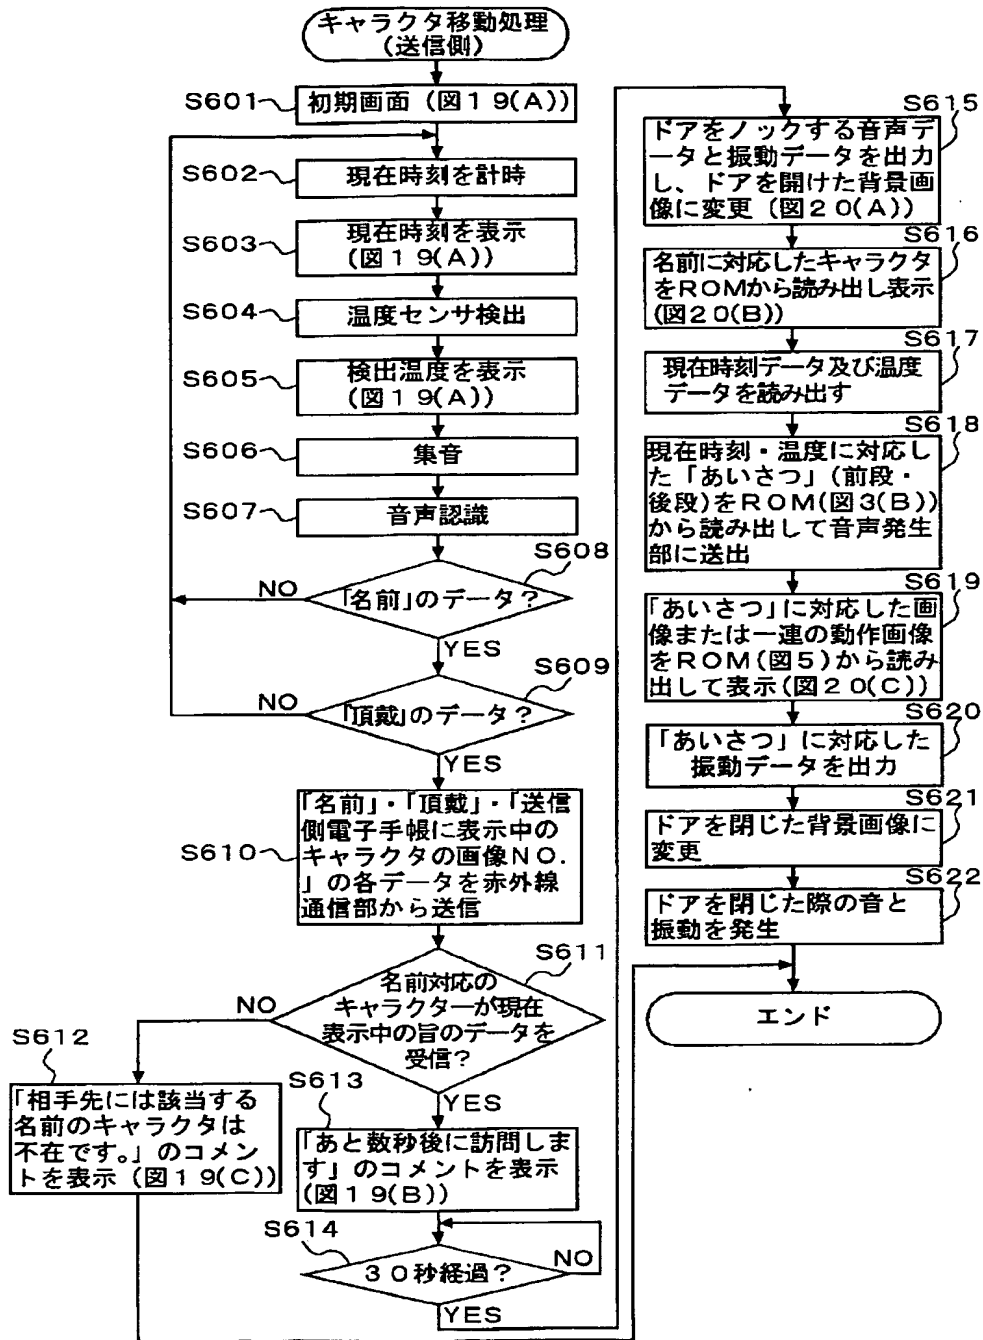 キャラクタ移動処理
(送信側)
S601
初期画面(図19(A))
S602
現在時刻を計時
S603
現在時刻を表示
(図19(A))
S604
温度センサ検出
S605
検出温度を表示
(図19(A))
S606
集音
S607
音声認識
S608
「名前」のデータ?
NO
YES
S609
「頂戴」のデータ?
NO
YES
S610
「名前」・「頂戴」・「送信
側電子手帳に表示中の
キャラクタの画像NO.
」の各データを赤外線
通信部から送信
S611
名前対応の
キャラクターが現在
表示中の旨のデータを
受信?
NO
YES
S612
「相手先には該当する
名前のキャラクタは
不在です。」のコメン
トを表示(図19(C))
S613
「あと数秒後に訪問しま
す」のコメントを表示
(図19(B))
S614
30秒経過?
NO
YES
S615
ドアをノックする音声デ
ータと振動データを出力
し、ドアを開けた背景画
像に変更(図20(A))
S616
名前に対応したキャラクタ
をROMから読み出し表示
(図20(B))
S617
現在時刻データ及び温度
データを読み出す
S618
現在時刻・温度に対応し
た「あいさつ」(前段・
後段)をROM(図3(B))
から読み出して音声発生
部に送出
S619
「あいさつ」に対応した画
像または一連の動作画像
をROM(図5)から読み
出して表示(図20(C))
S620
「あいさつ」に対応した
振動データを出力
S621
ドアを閉じた背景画像に
変更
S622
ドアを閉じた際の音と
振動を発生
エンド